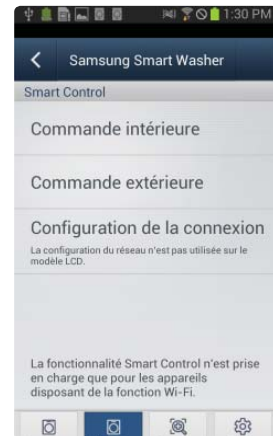 1:30 PM
Samsung Smart Washer
Smart Control
Commande intérieure
Commande extérieure
Configuration de la connexion
La configuration du réseau n'est pas utilisée sur le
modèle LCD.
La fonctionnalité Smart Control n'est prise
en charge que pour les appareils
disposant de la fonction Wi-Fi.